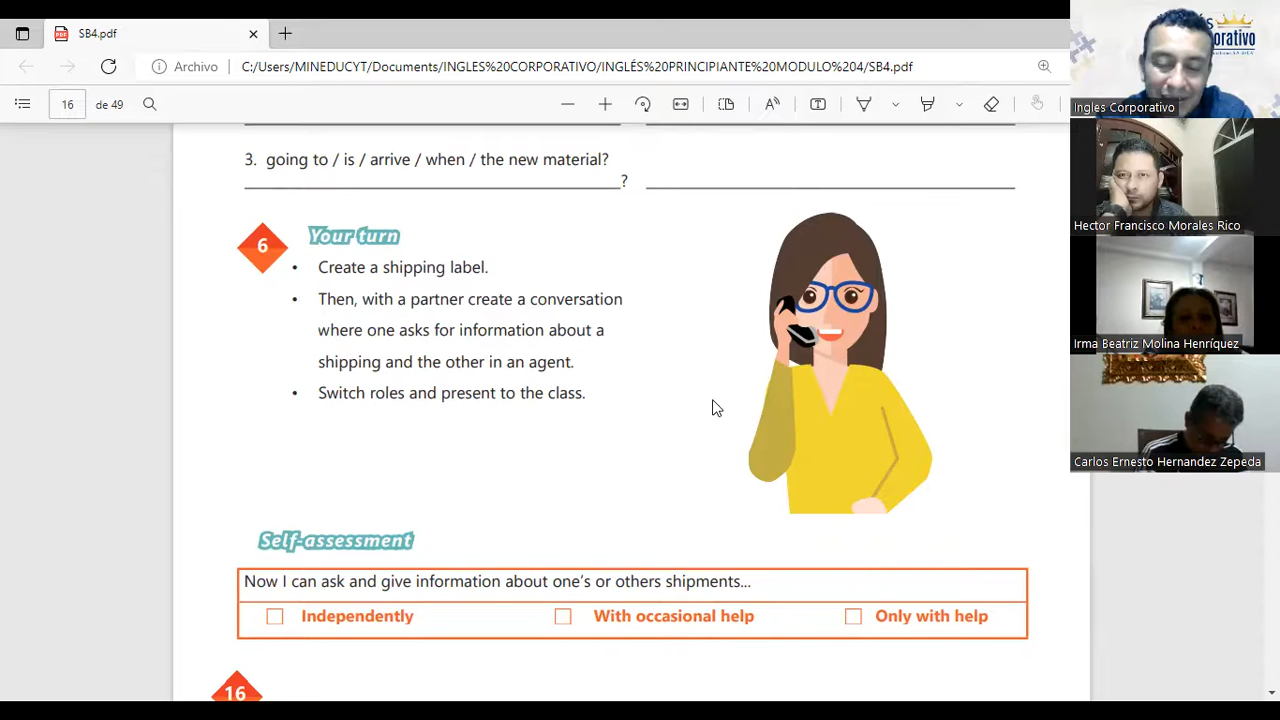 SB4.pdf
Archivo
C:/Users/MINEDUCYT/Documents/INGLES%20CORPORATIVO/INGLÉS%20PRINCIPIANTE%20MODULO%204/SB4.pdf
16 de 49
3. going to / is / arrive / when / the new material?
?
6 Your turn
• Create a shipping label.
• Then, with a partner create a conversation
where one asks for information about a
shipping and the other in an agent.
• Switch roles and present to the class.
Self-assessment
Now I can ask and give information about one's or others shipments...
Independently With occasional help Only with help
16
Ingles Corporativo
Hector Francisco Morales Rico
Irma Beatriz Molina Henríquez
Carlos Ernesto Hernandez Zepeda